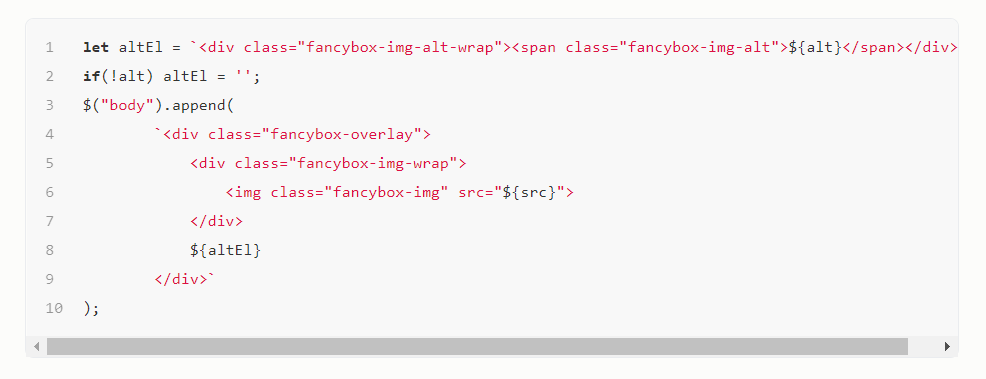 1 let altEl = `<div class="fancybox-img-alt-wrap"><span class="fancybox-img-alt">${alt}</span></div>
2 if(!alt) altEl = '';
3 $("body").append(
4         `<div class="fancybox-overlay">
5             <div class="fancybox-img-wrap">
6                 <img class="fancybox-img" src="${src}">
7             </div>
8             ${altEl}
9         </div>`
10 );